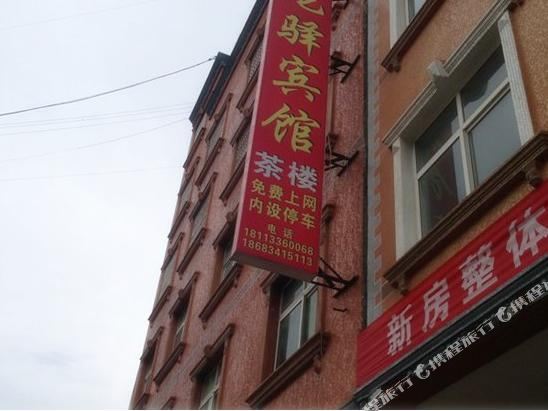 驿宾馆
茶楼
免费上网
内设停车
电话
18113360068
18683415113
新房整体
携程旅行
携程旅行